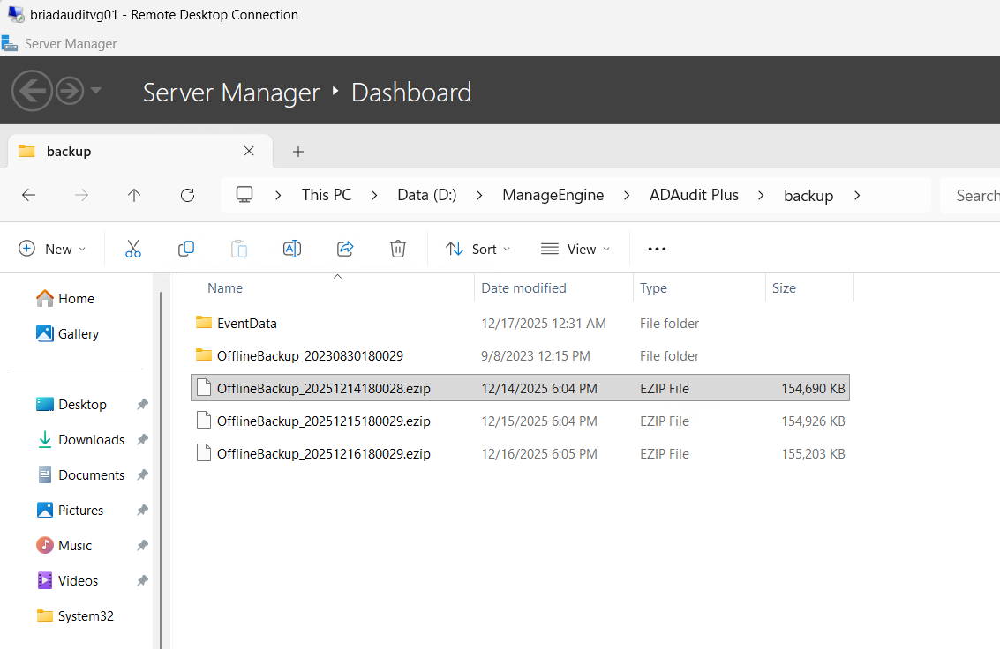 briadauditvg01 - Remote Desktop Connection
Server Manager
Server Manager ‣ Dashboard
backup
This PC > Data (D:) > ManageEngine > ADAudit Plus > backup >
Search
New
Sort
View
Name Date modified Type Size
Home
Gallery
Desktop
Downloads
Documents
Pictures
Music
Videos
System32
EventData 12/17/2025 12:31 AM File folder
OfflineBackup_20230830180029 9/8/2023 12:15 PM File folder
OfflineBackup_20251214180028.ezip 12/14/2025 6:04 PM EZIP File 154,690 KB
OfflineBackup_20251215180029.ezip 12/15/2025 6:04 PM EZIP File 154,926 KB
OfflineBackup_20251216180029.ezip 12/16/2025 6:05 PM EZIP File 155,203 KB